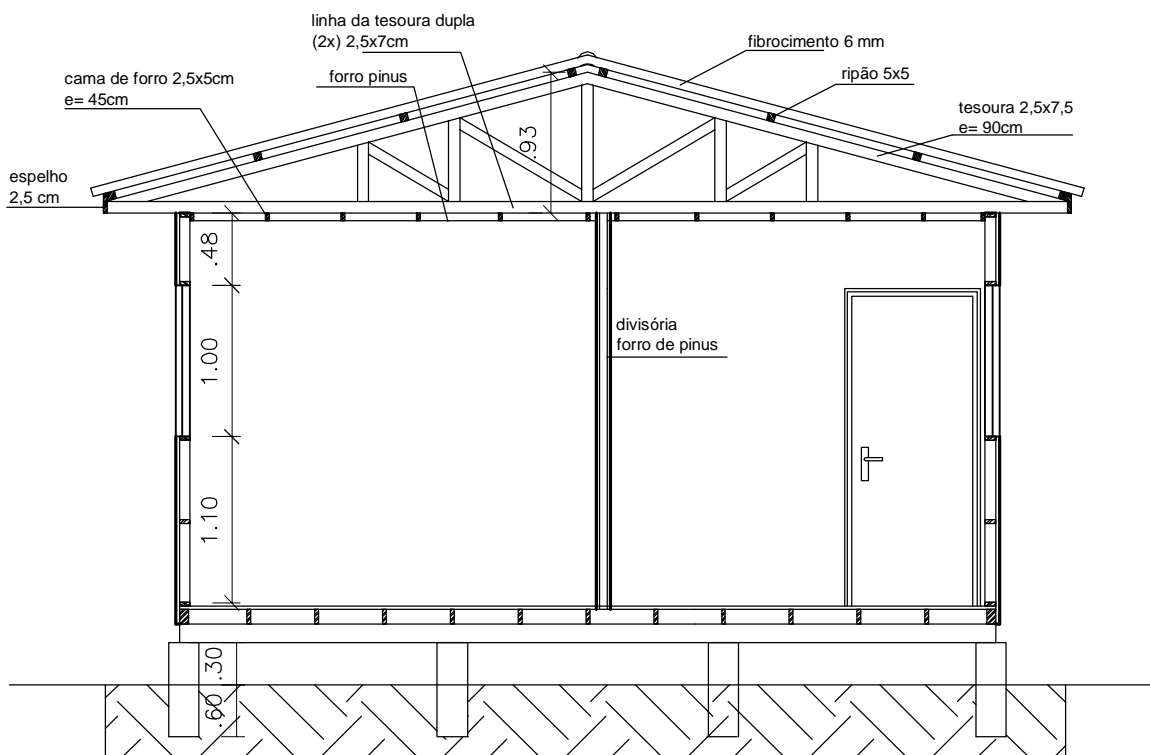 linha da tesoura dupla
(2x) 2,5x7cm
fibrocimento 6 mm
cama de forro 2,5x5cm
e= 45cm
forro pinus
ripão 5x5
tesoura 2,5x7,5
e= 90cm
.93
espelho
2,5 cm
.48
1.00
divisória
forro de pinus
1.10
.30
.60